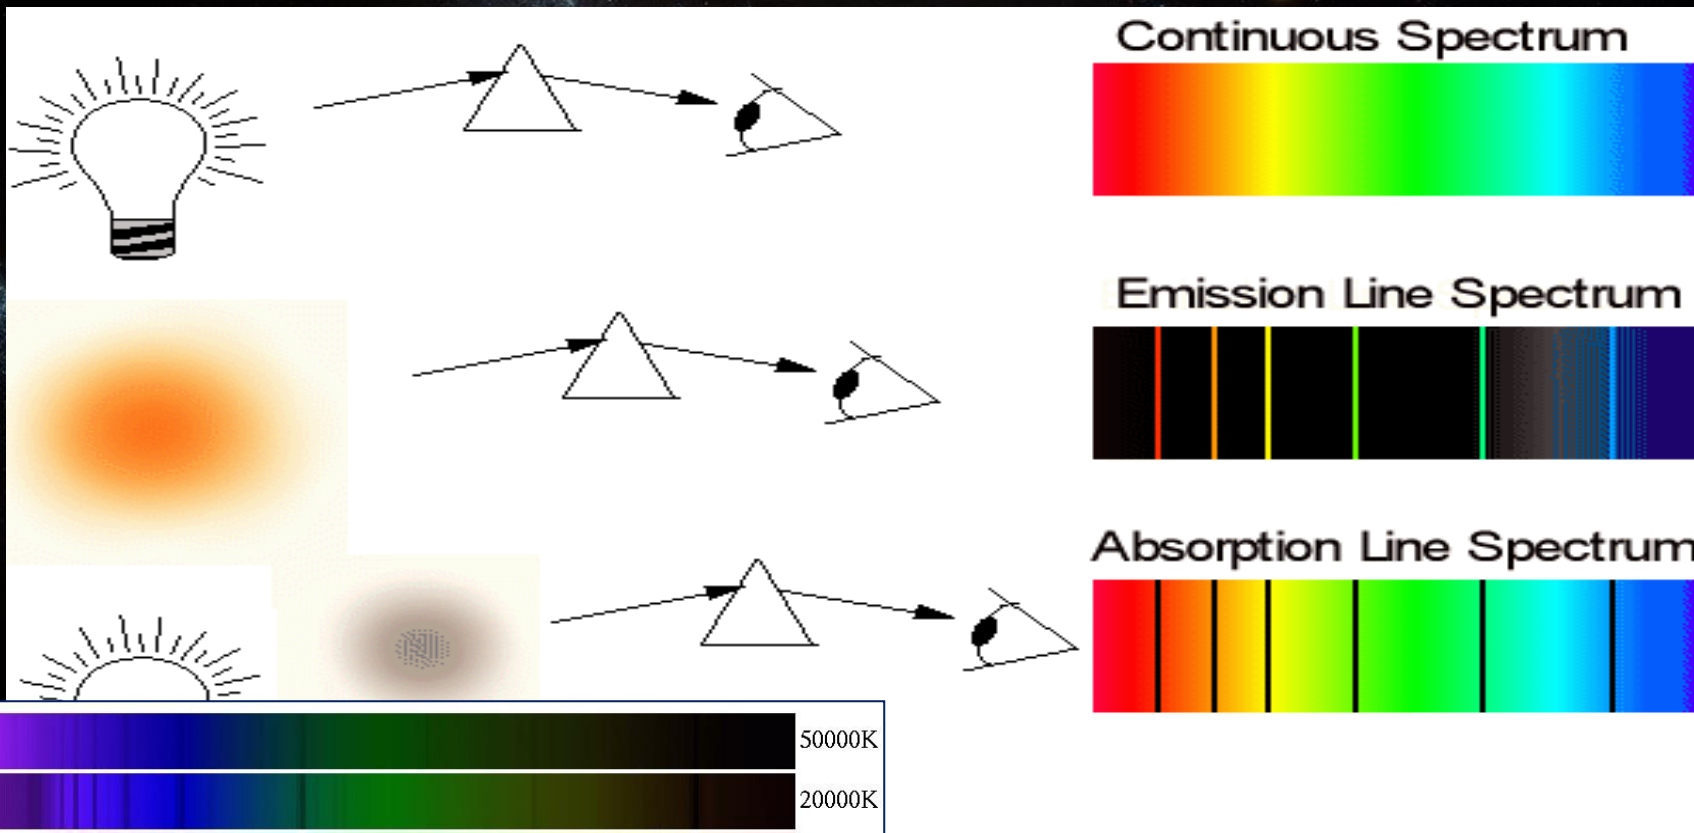 Continuous Spectrum
Emission Line Spectrum
Absorption Line Spectrum
50000K
20000K